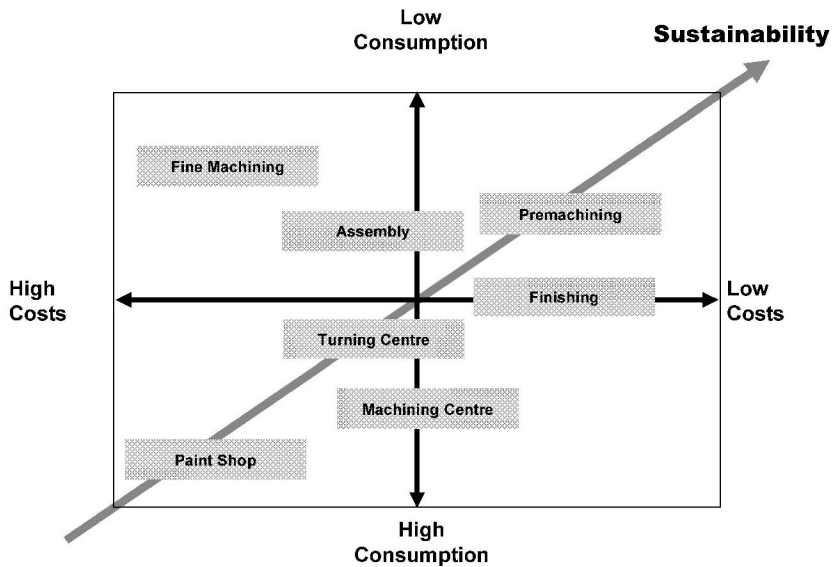 Low
Consumption
Sustainability
Fine Machining
Premachining
Assembly
High
Costs
Finishing
Low
Costs
Turning Centre
Machining Centre
Paint Shop
High
Consumption